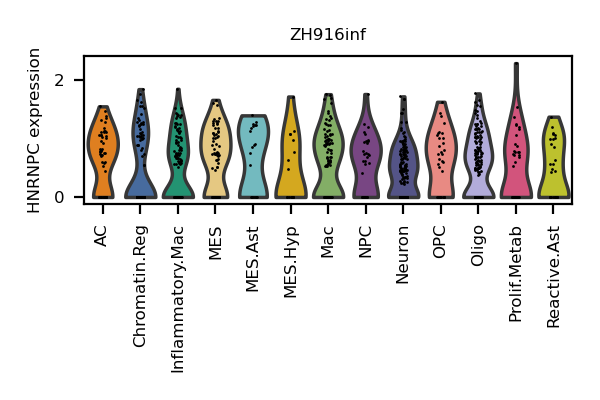 ZH916inf
HNRNPC expression
2
0
AC
Chromatin.Reg
Inflammatory.Mac
MES
MES.Ast
MES.Hyp
Mac
NPC
Neuron
OPC
Oligo
Prolif.Metab
Reactive.Ast